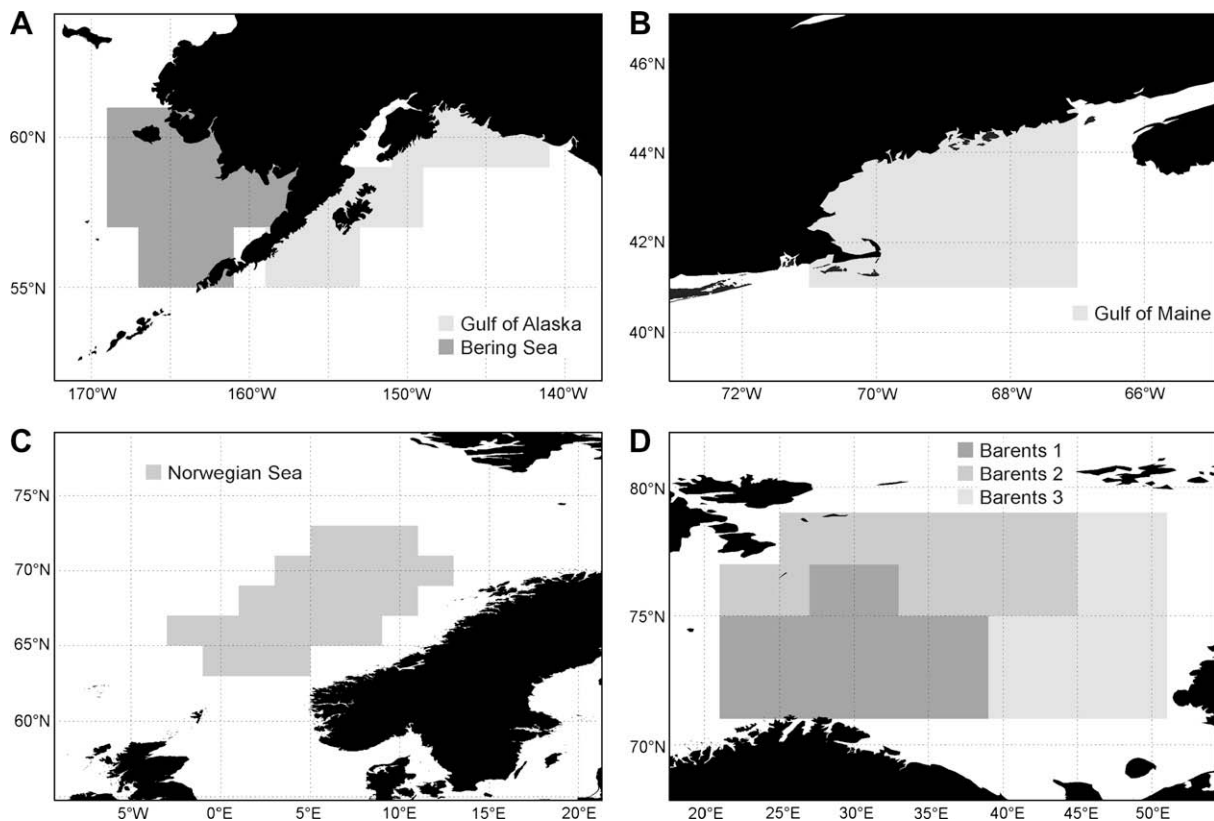 A
60°N
55°N
Gulf of Alaska
Bering Sea
170°W 160°W 150°W 140°W
B
46°N
44°N
42°N
40°N
Gulf of Maine
72°W 70°W 68°W 66°W
C
Norwegian Sea
75°N
70°N
65°N
60°N
5°W 0°E 5°E 10°E 15°E 20°E
D
Barents 1
Barents 2
Barents 3
80°N
75°N
70°N
20°E 25°E 30°E 35°E 40°E 45°E 50°E